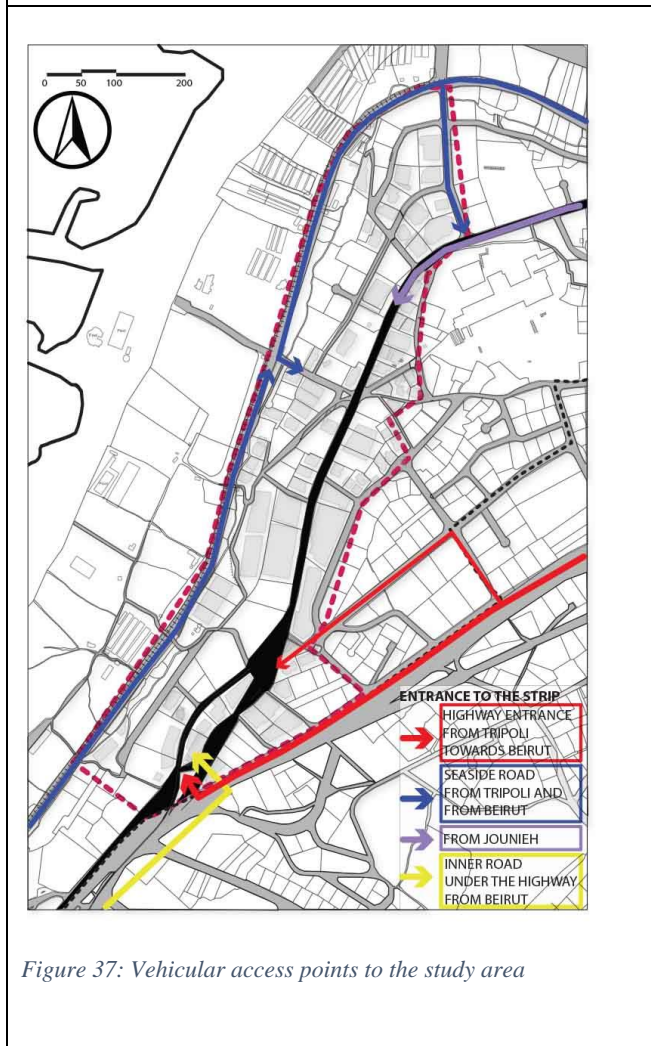 0 50 100 200
ENTRANCE TO THE STRIP
HIGHWAY ENTRANCE
FROM TRIPOLI
TOWARDS BEIRUT
SEASIDE ROAD
FROM TRIPOLI AND
FROM BEIRUT
FROM JOUNIEH
INNER ROAD
UNDER THE HIGHWAY
FROM BEIRUT
Figure 37: Vehicular access points to the study area